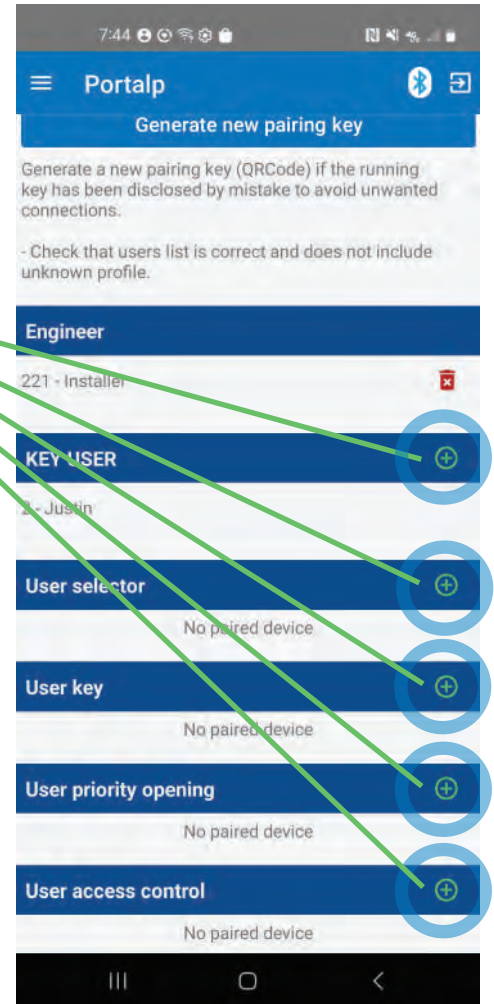 7:44
Portalp
Generate new pairing key
Generate a new pairing key (QRCode) if the running
key has been disclosed by mistake to avoid unwanted
connections.
- Check that users list is correct and does not include
unknown profile.
Engineer
221 - Installer
KEY USER
2 - Justin
User selector
No paired device
User key
No paired device
User priority opening
No paired device
User access control
No paired device